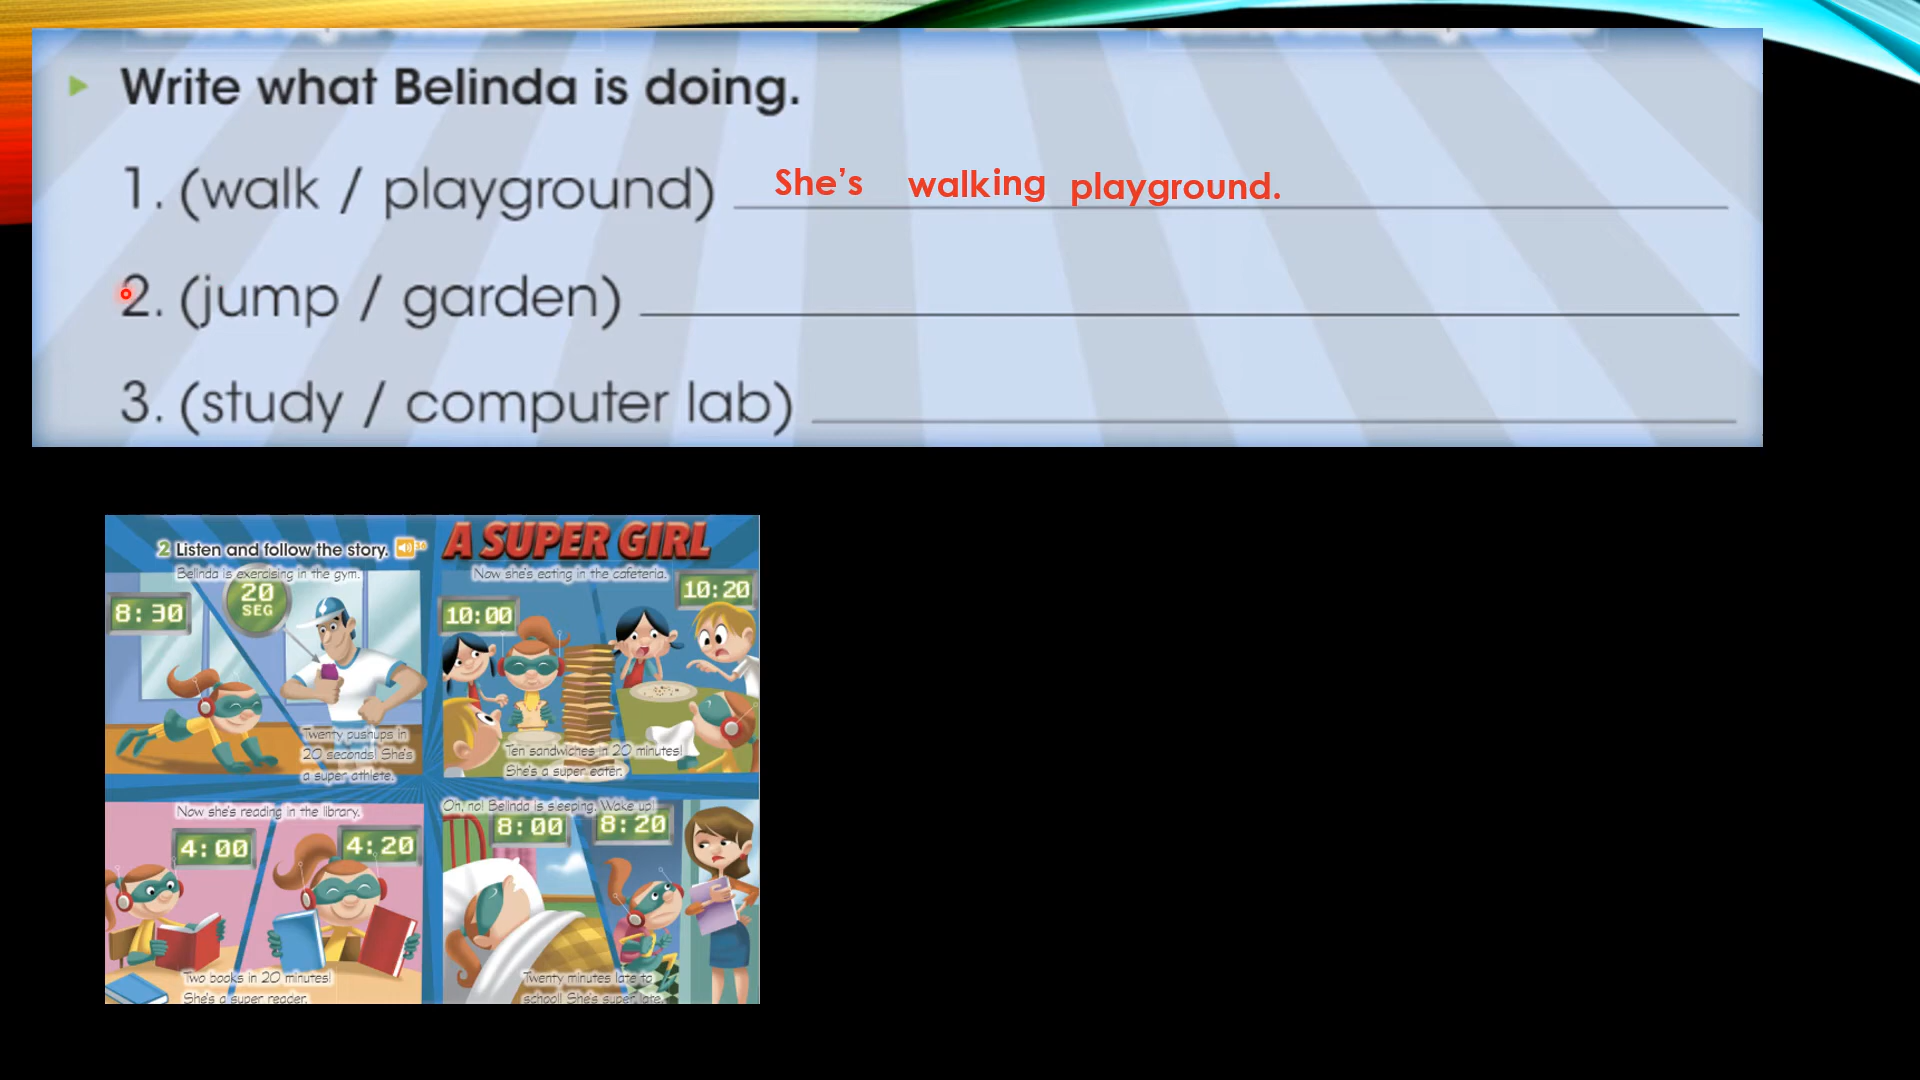 Write what Belinda is doing.
1. (walk / playground) She’s walking playground.
2. (jump / garden)
3. (study / computer lab)
2 Listen and follow the story.
A SUPER GIRL
Belinda is exercising in the gym.
8:30
20
SEG
Twenty pushups in
20 seconds! She's
a super athlete.
Now she's eating in the cafeteria.
10:00
10:20
Ten sandwiches in 20 minutes!
She's a super eater.
Now she's reading in the library.
4:00
4:20
Two books in 20 minutes!
She's a super reader.
Oh, no! Belinda is sleeping. Wake up!
8:00
8:20
Twenty minutes late to
school! She's super late.